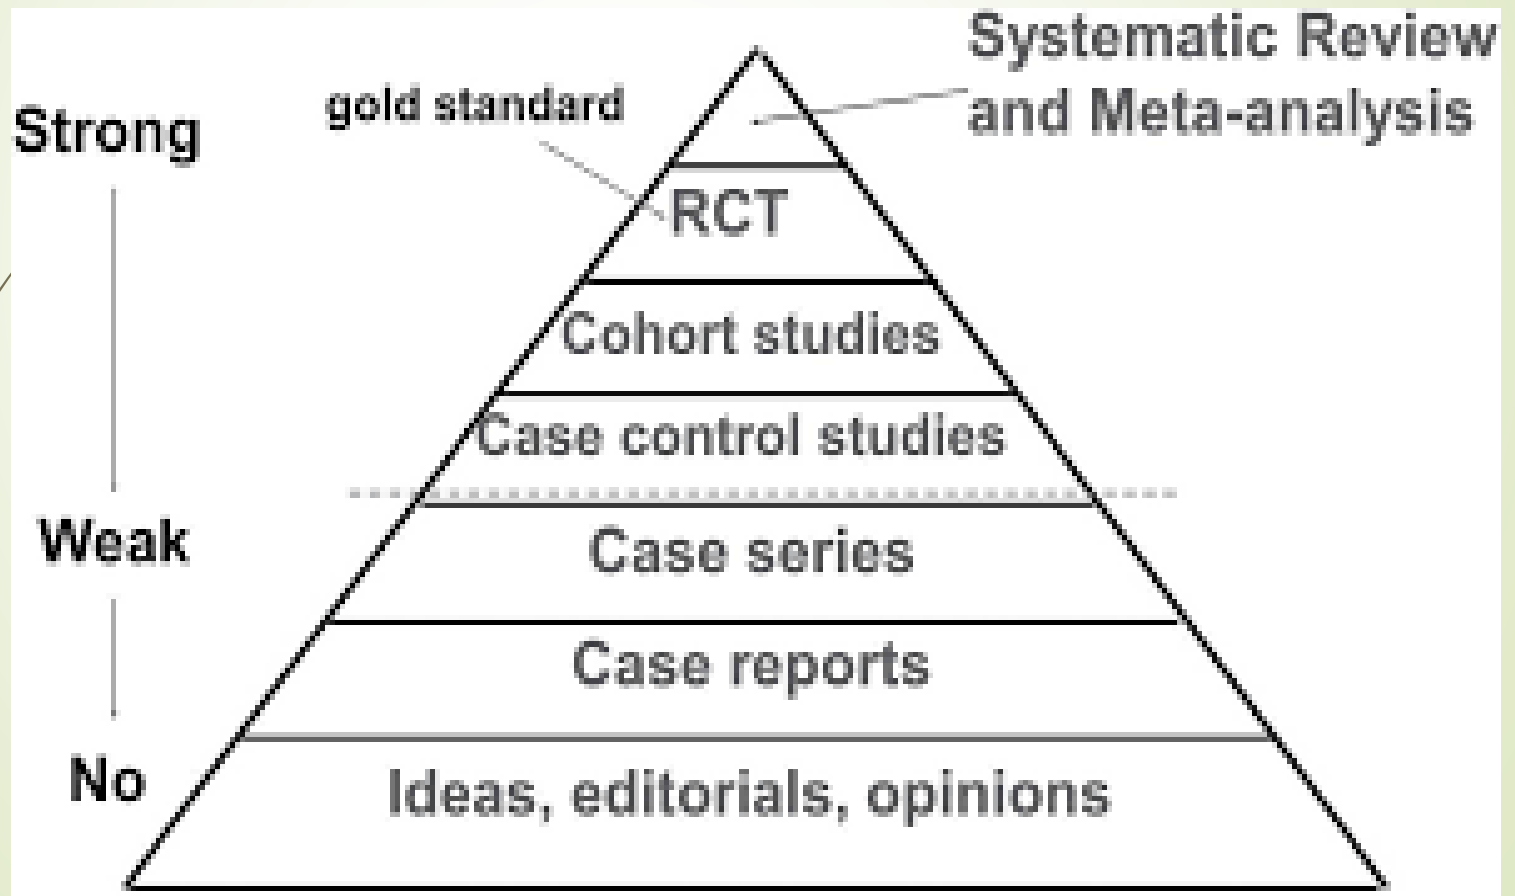 Systematic Review
and Meta-analysis
gold standard
Strong
RCT
Cohort studies
Case control studies
Weak
Case series
Case reports
No
Ideas, editorials, opinions